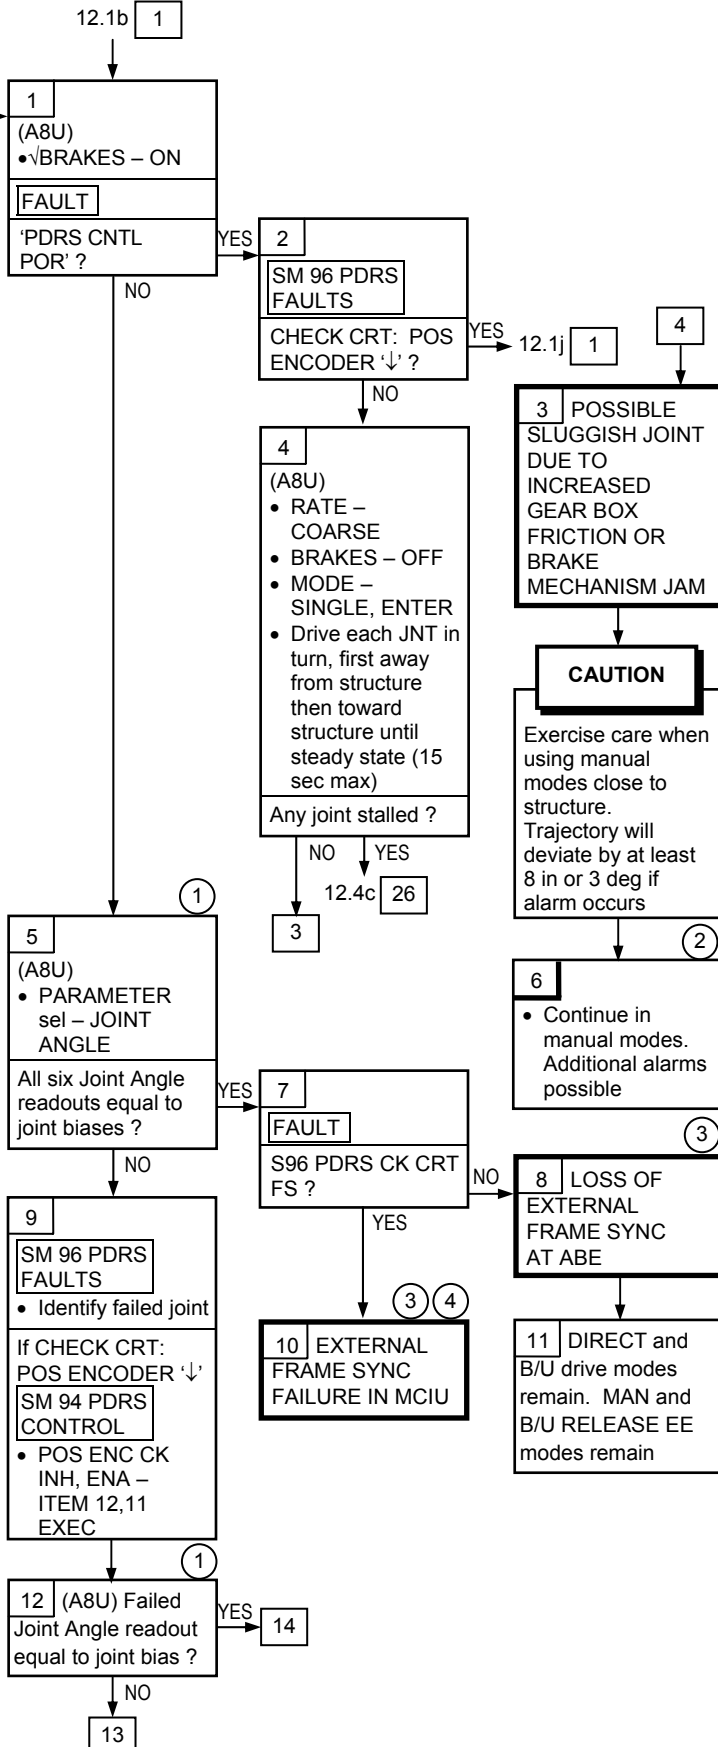 12.1b 1
1
(A8U)
•√BRAKES – ON
FAULT
'PDRS CNTL
POR' ?
YES
NO
2
SM 96 PDRS
FAULTS
CHECK CRT: POS
ENCODER '↓' ?
YES
12.1j 1
NO
4
(A8U)
• RATE –
COARSE
• BRAKES – OFF
• MODE –
SINGLE, ENTER
• Drive each JNT in
turn, first away
from structure
then toward
structure until
steady state (15
sec max)
Any joint stalled ?
NO
YES
12.4c 26
3
4
3 POSSIBLE
SLUGGISH JOINT
DUE TO
INCREASED
GEAR BOX
FRICTION OR
BRAKE
MECHANISM JAM
CAUTION
Exercise care when
using manual
modes close to
structure.
Trajectory will
deviate by at least
8 in or 3 deg if
alarm occurs
2
6
• Continue in
manual modes.
Additional alarms
possible
1
5
(A8U)
• PARAMETER
sel – JOINT
ANGLE
All six Joint Angle
readouts equal to
joint biases ?
YES
NO
7
FAULT
S96 PDRS CK CRT
FS ?
NO
YES
3
8 LOSS OF
EXTERNAL
FRAME SYNC
AT ABE
11 DIRECT and
B/U drive modes
remain. MAN and
B/U RELEASE EE
modes remain
3 4
10 EXTERNAL
FRAME SYNC
FAILURE IN MCIU
9
SM 96 PDRS
FAULTS
• Identify failed joint
If CHECK CRT:
POS ENCODER '↓'
SM 94 PDRS
CONTROL
• POS ENC CK
INH, ENA –
ITEM 12,11
EXEC
1
12 (A8U) Failed
Joint Angle readout
equal to joint bias ?
YES
14
NO
13